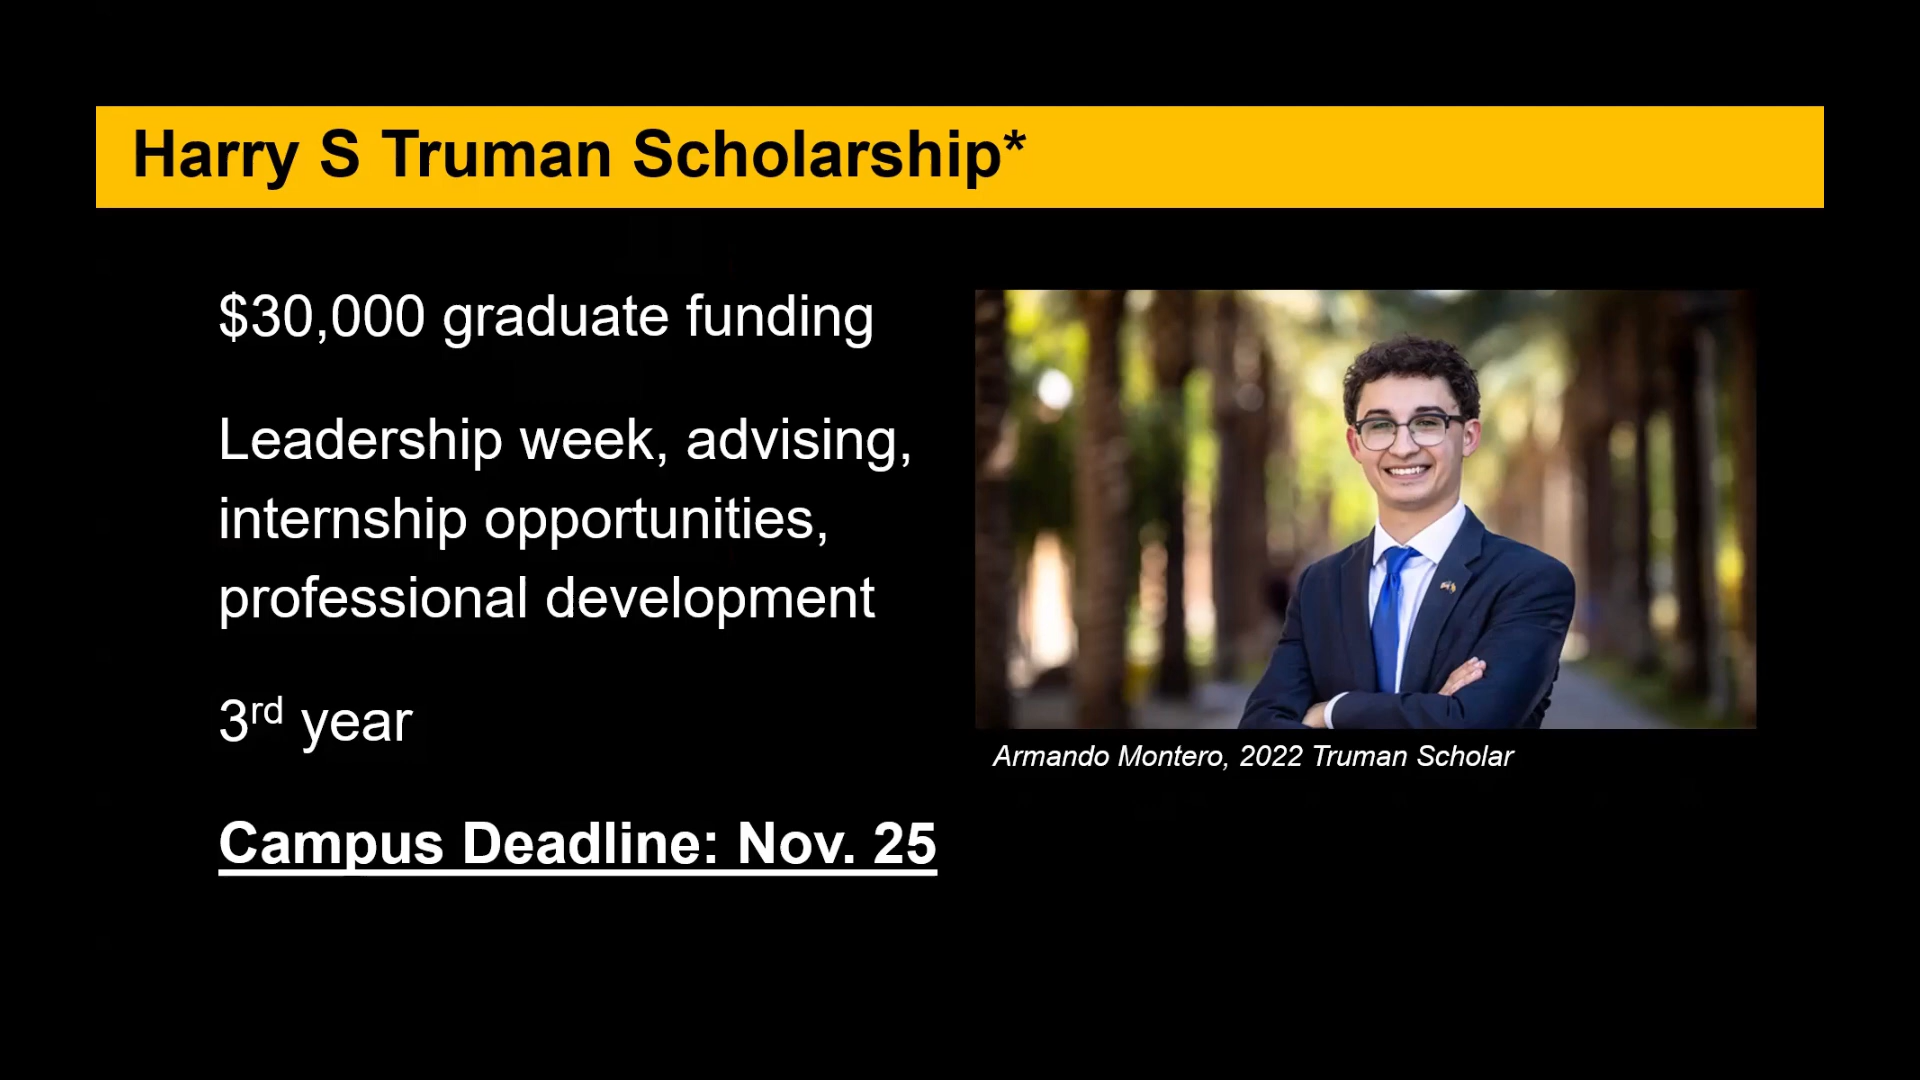 Harry S Truman Scholarship*
$30,000 graduate funding
Leadership week, advising,
internship opportunities,
professional development
3rd year
Campus Deadline: Nov. 25
Armando Montero, 2022 Truman Scholar